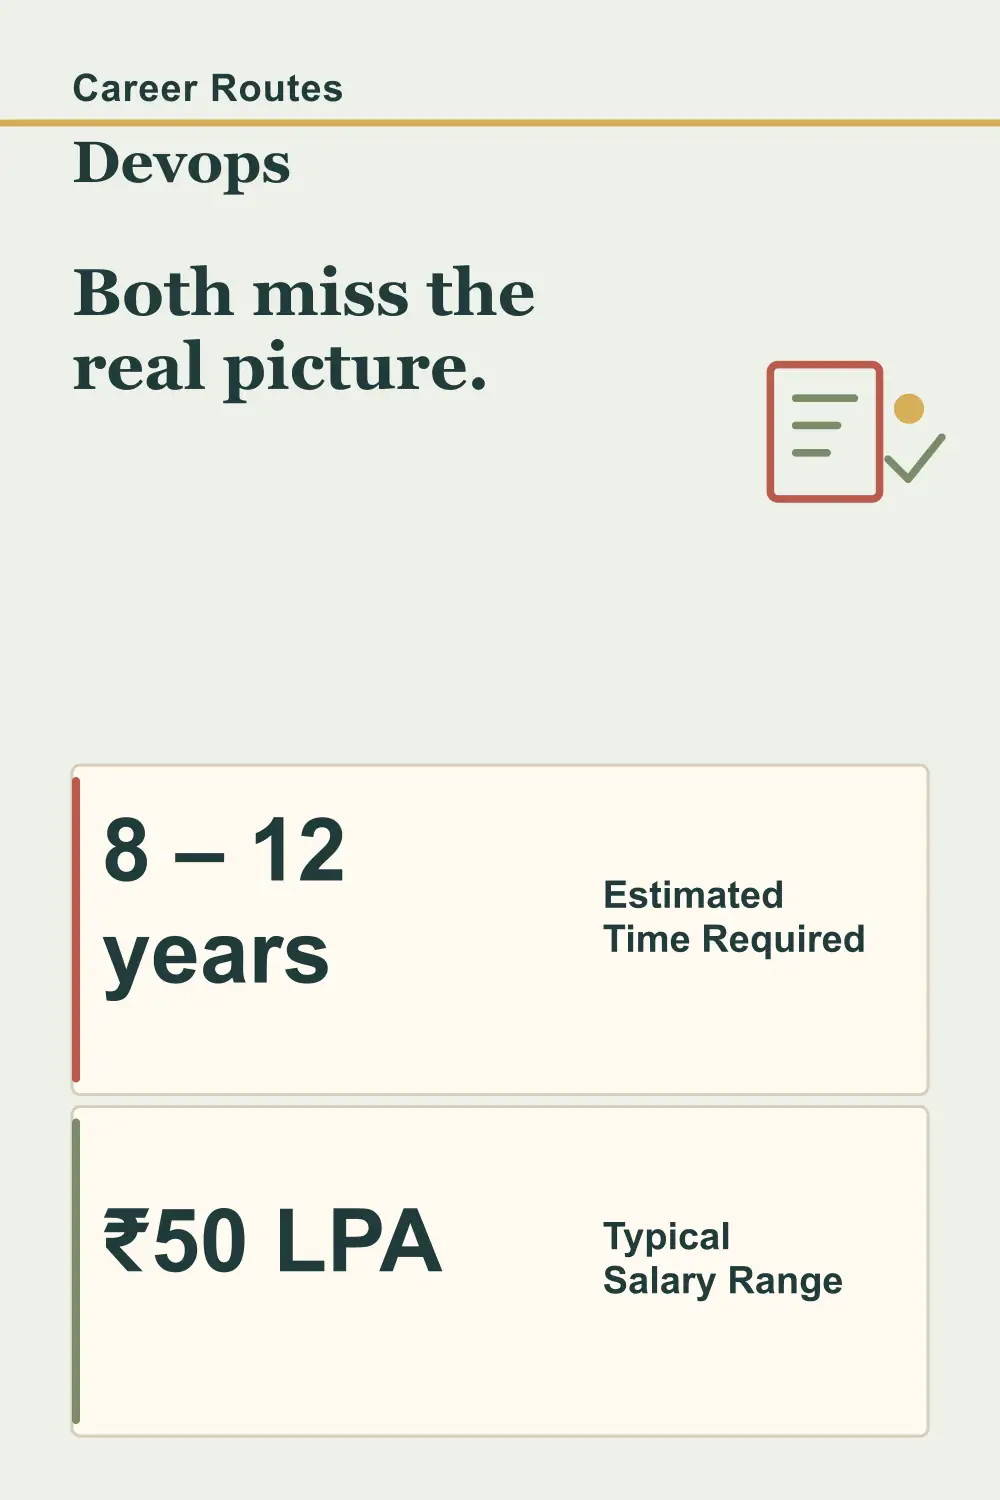 Career Routes
Devops
Both miss the
real picture.
8 – 12
years
Estimated
Time Required
₹50 LPA
Typical
Salary Range